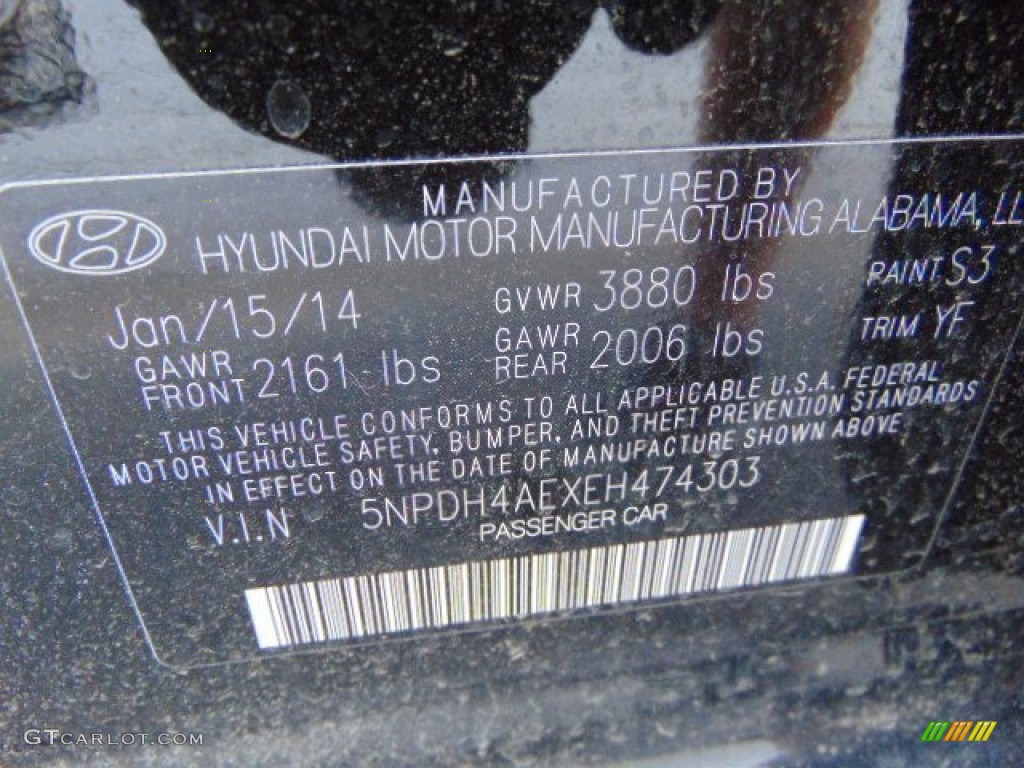 MANUFACTURED BY
HYUNDAI MOTOR MANUFACTURING ALABAMA, LL
Jan/15/14 GVWR 3880 lbs PAINT S3
GAWR FRONT 2161 lbs GAWR REAR 2006 lbs TRIM YF
THIS VEHICLE CONFORMS TO ALL APPLICABLE U.S.A. FEDERAL
MOTOR VEHICLE SAFETY, BUMPER, AND THEFT PREVENTION STANDARDS
IN EFFECT ON THE DATE OF MANUFACTURE SHOWN ABOVE
V.I.N 5NPDH4AEXEH474303
PASSENGER CAR
GTCARLOT.COM